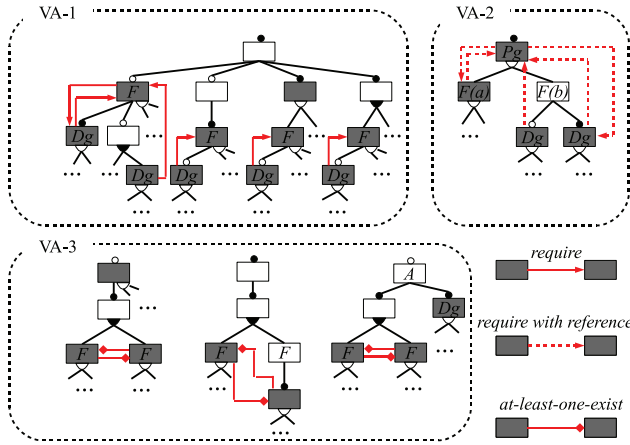 VA-1
VA-2
Pg
F
F(a)
F(b)
...
Dg
...
F
F
F
Dg
Dg
...
...
Dg
Dg
Dg
Dg
...
...
...
...
...
...
...
VA-3
A
require
...
Dg
F
F
F
F
F
F
...
require with reference
...
...
...
...
...
at-least-one-exist